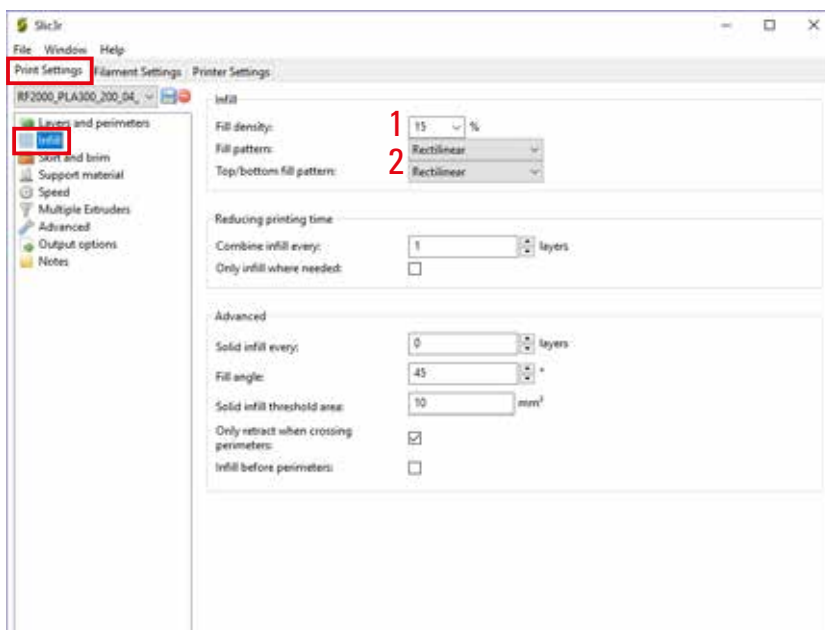 Slic3r
File Window Help
Print Settings Filament Settings Printer Settings
RF2000_PLA300_200_04_
Layers and perimeters
Infill
Skirt and brim
Support material
Speed
Multiple Extruders
Advanced
Output options
Notes
Infill
Fill density: 1 15 %
Fill pattern: 2 Rectilinear
Top/bottom fill pattern: Rectilinear
Reducing printing time
Combine infill every: 1 layers
Only infill where needed:
Advanced
Solid infill every: 0 layers
Fill angle: 45 °
Solid infill threshold area: 10 mm²
Only retract when crossing
perimeters:
Infill before perimeters: